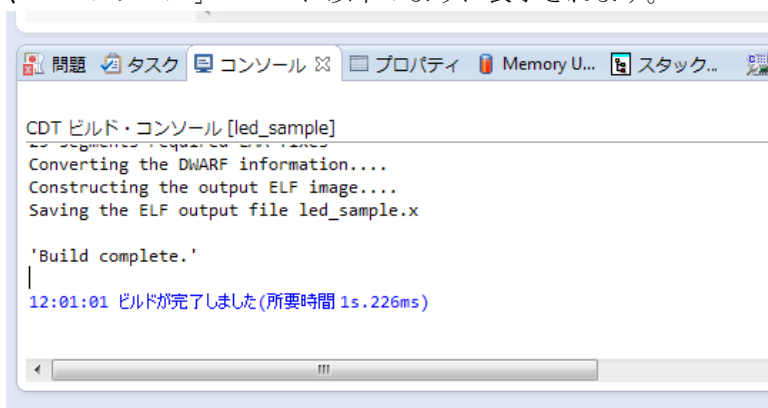 問題 タスク コンソール プロパティ Memory U... スタック...
CDT ビルド・コンソール [led_sample]
Converting the DWARF information....
Constructing the output ELF image....
Saving the ELF output file led_sample.x
'Build complete.'
12:01:01 ビルドが完了しました(所要時間 1s.226ms)